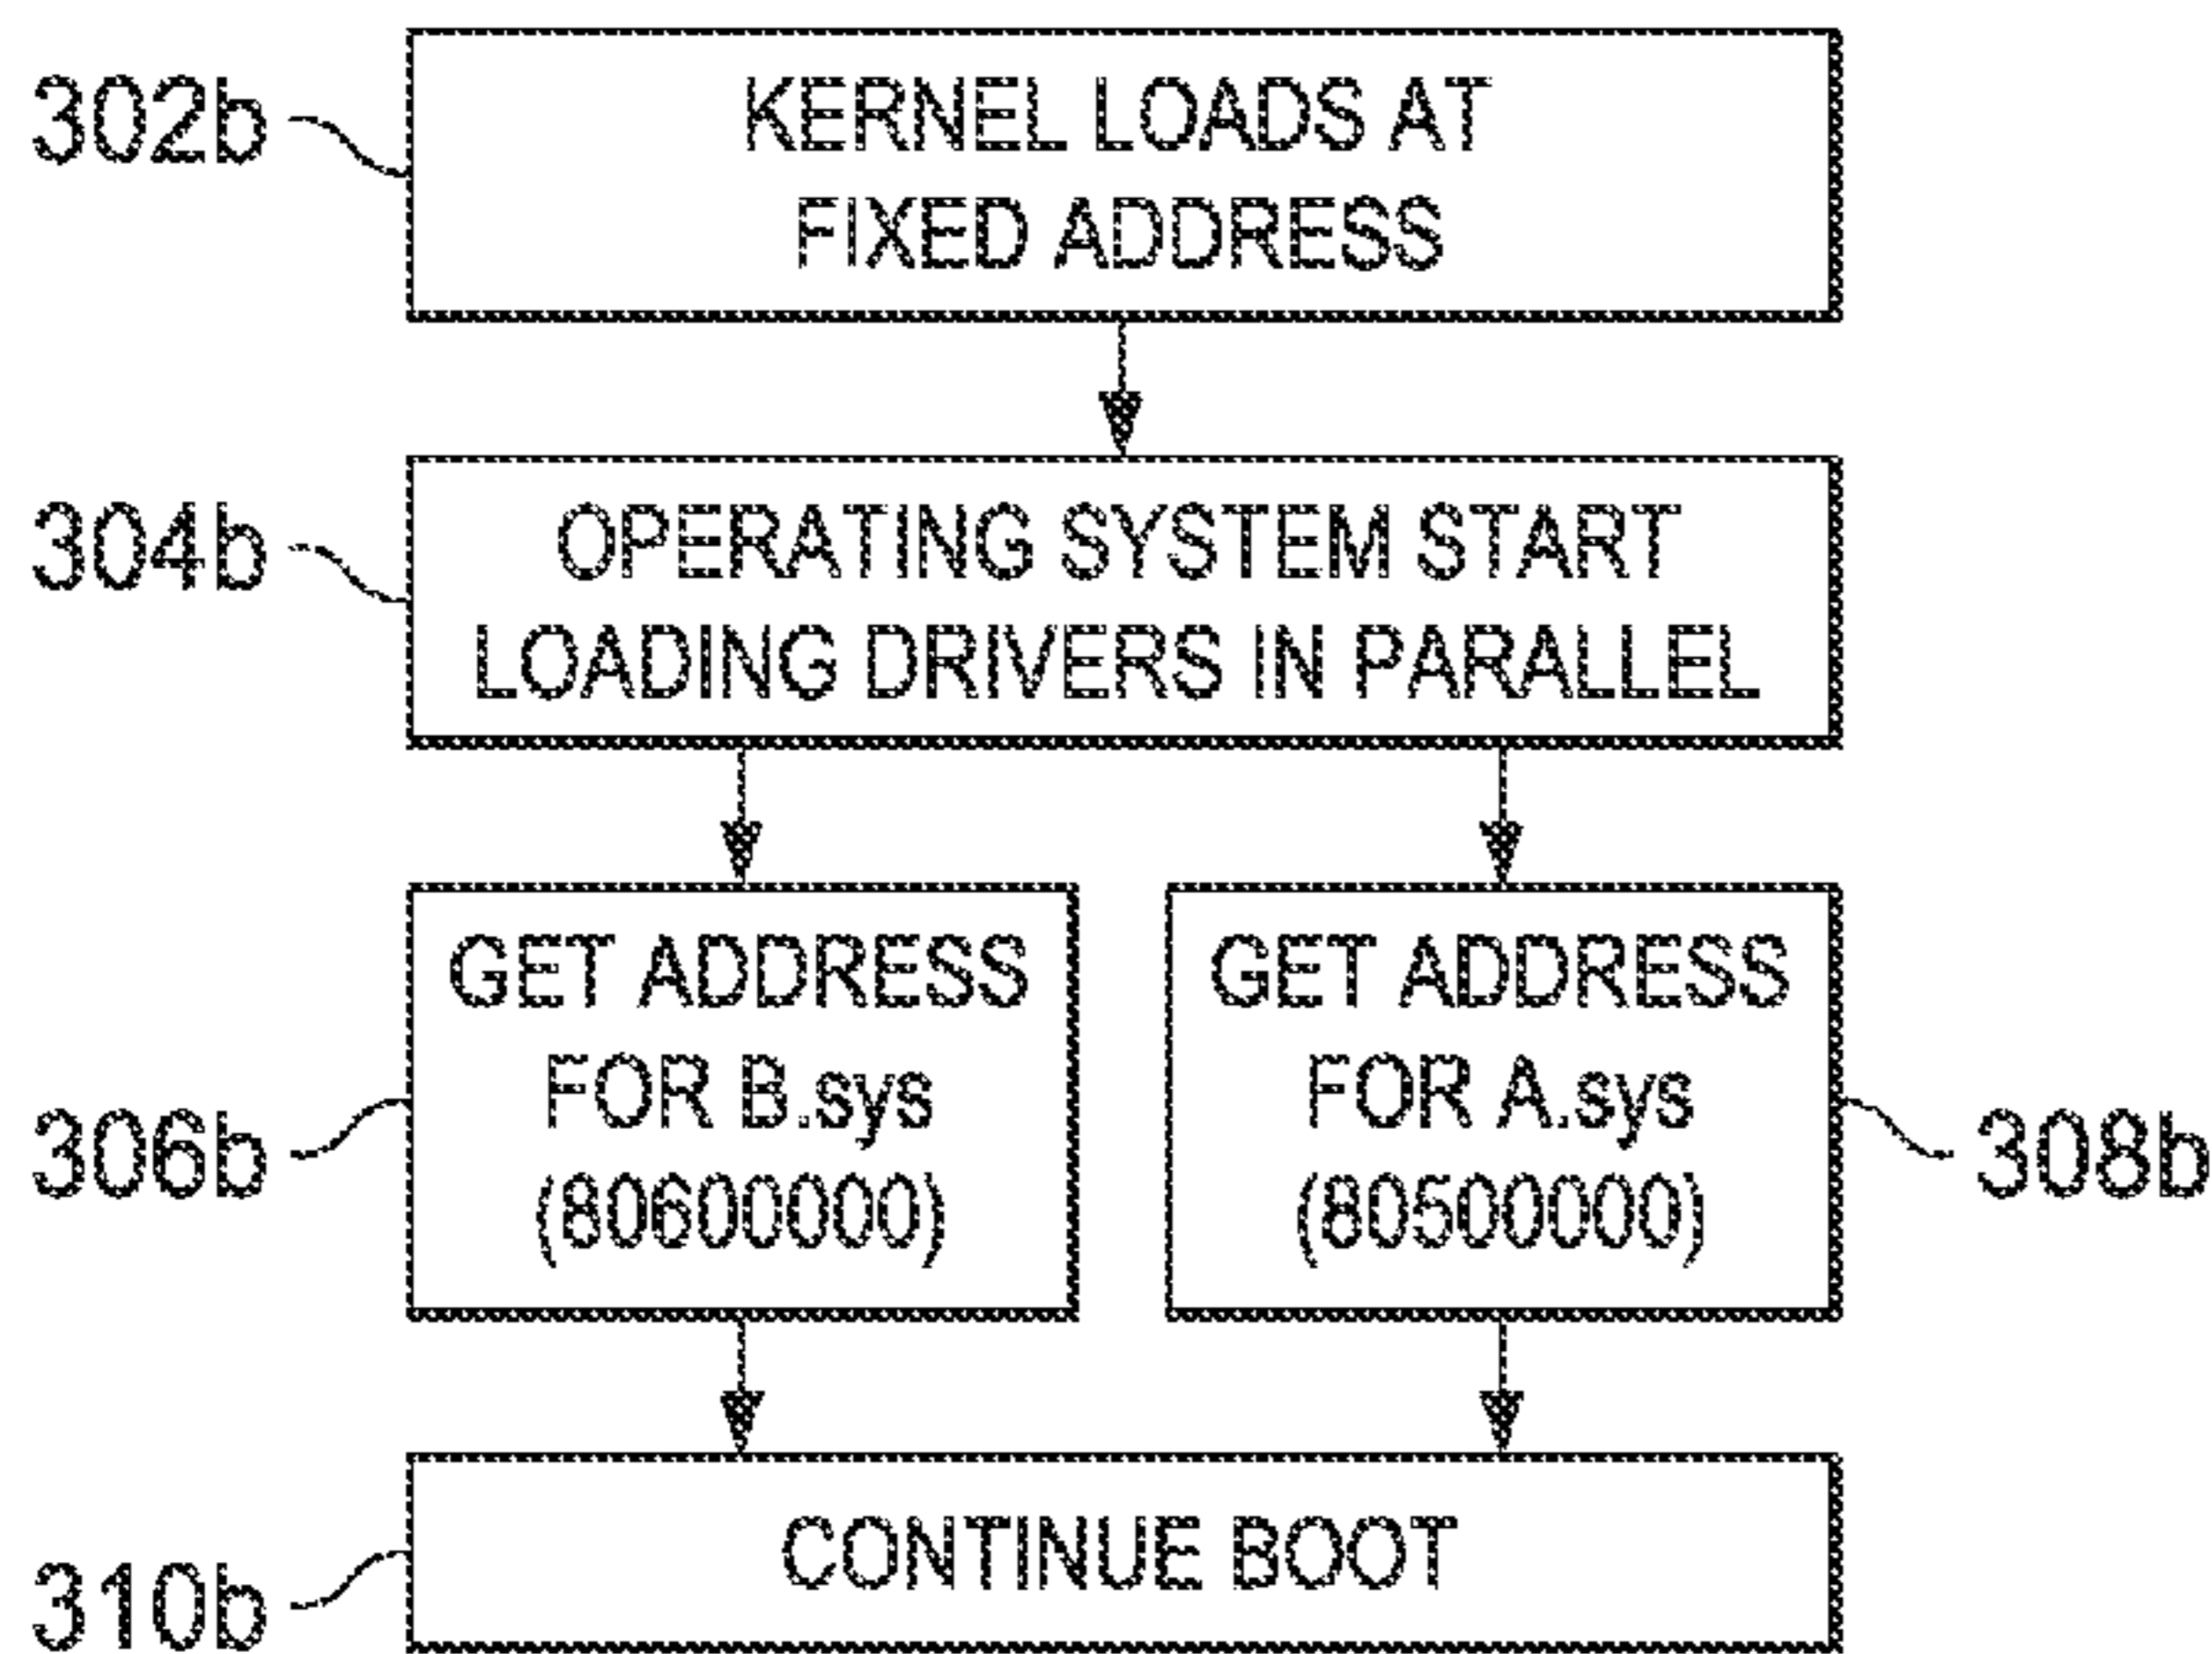 302b
KERNEL LOADS AT
FIXED ADDRESS
304b
OPERATING SYSTEM START
LOADING DRIVERS IN PARALLEL
306b
GET ADDRESS
FOR B.sys
(80600000)
GET ADDRESS
FOR A.sys
(80500000)
308b
310b
CONTINUE BOOT